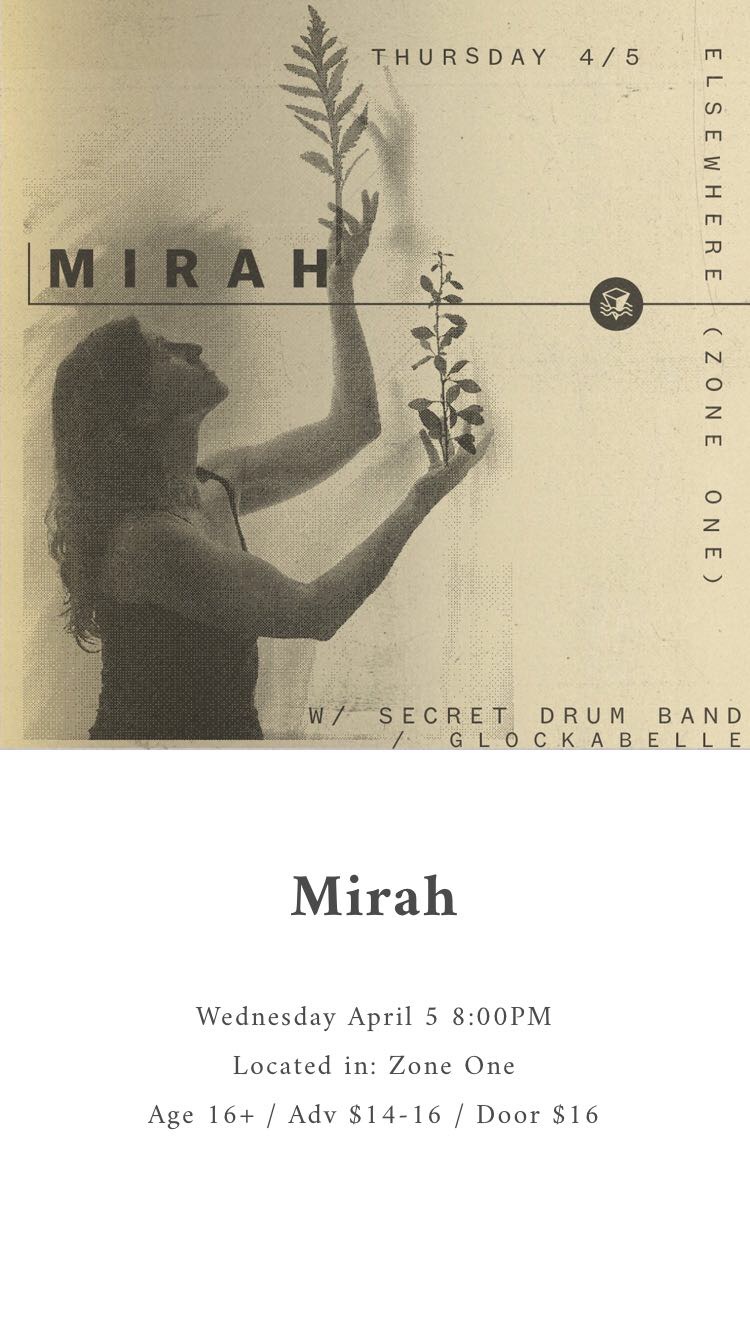 THURSDAY 4/5
ELSEWHERE (ZONE ONE)
MIRAH
W/ SECRET DRUM BAND
/ GLOCKABELLE
Mirah
Wednesday April 5 8:00PM
Located in: Zone One
Age 16+ / Adv $14-16 / Door $16